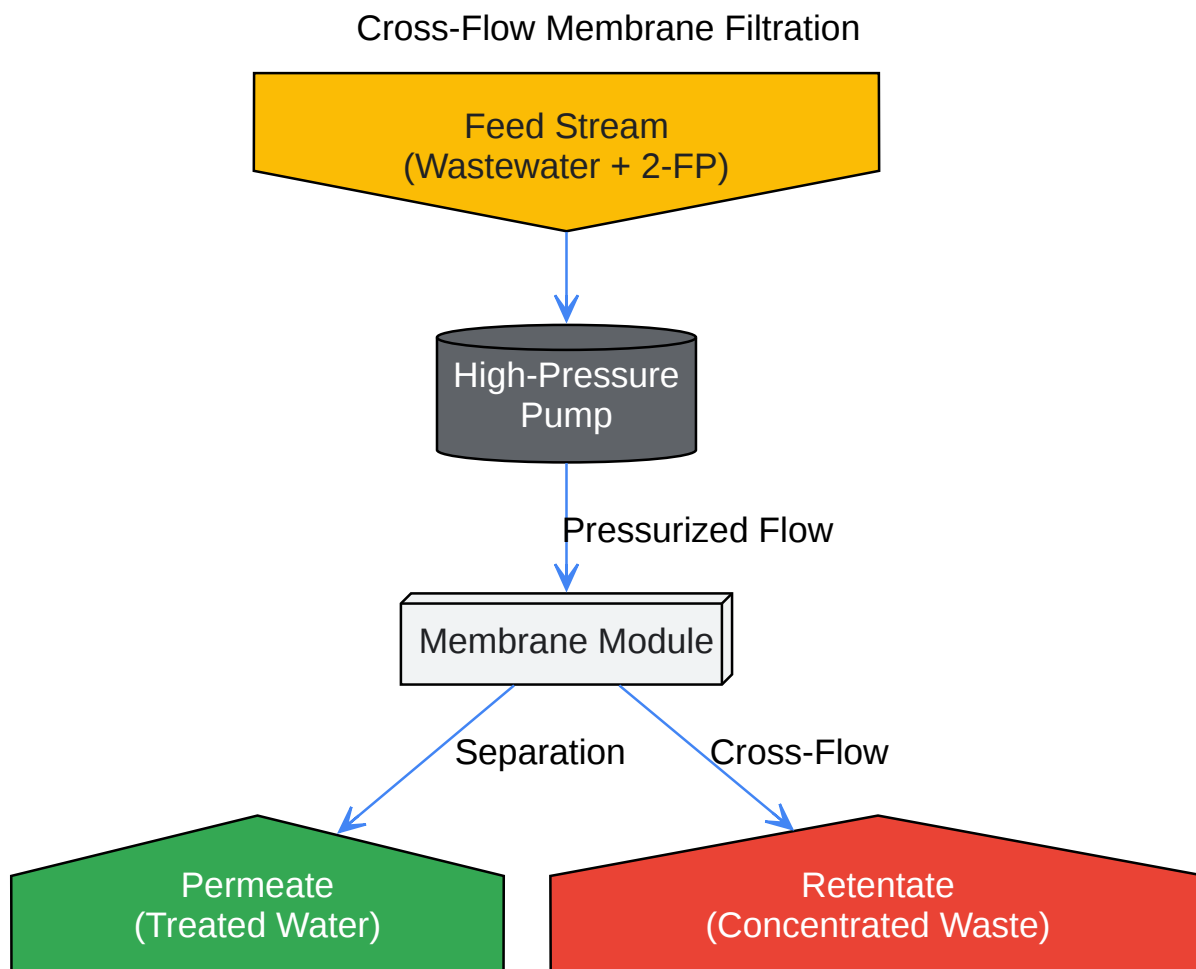 Cross-Flow Membrane Filtration
Feed Stream
(Wastewater + 2-FP)
High-Pressure
Pump
Pressurized Flow
Membrane Module
Separation
Cross-Flow
Permeate
(Treated Water)
Retentate
(Concentrated Waste)